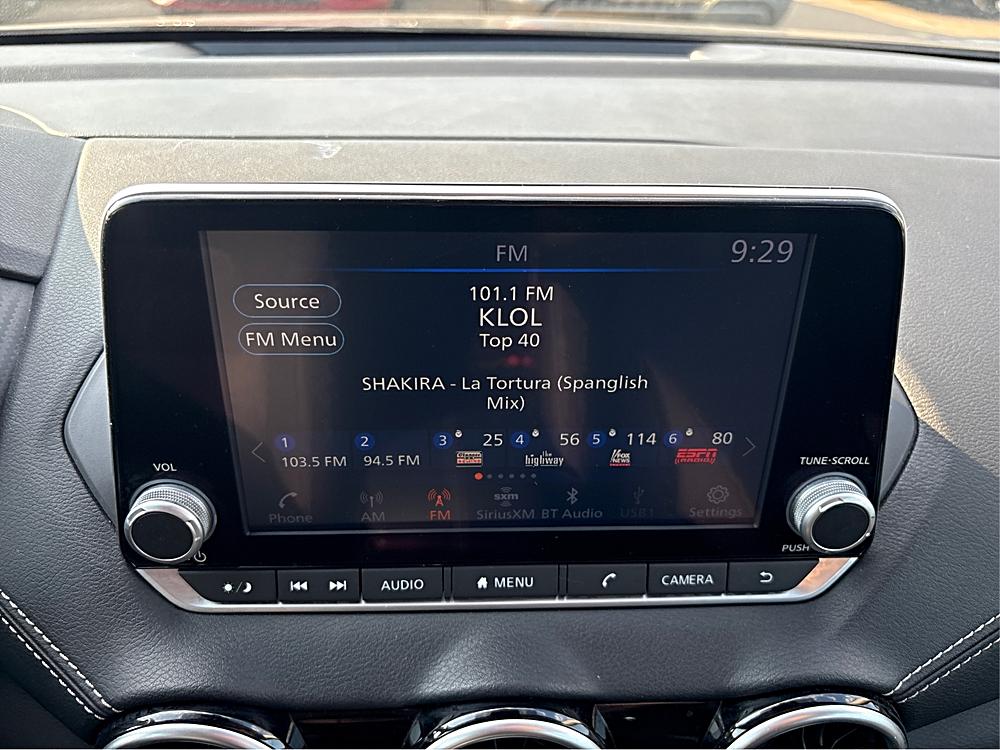 FM
9:29
Source
101.1 FM
KLOL
FM Menu
Top 40
SHAKIRA - La Tortura (Spanglish
Mix)
1 2 3 25 4 56 5 114 6 80
103.5 FM 94.5 FM the highway FOX NEWS ESPN RADIO
Phone AM FM sxm SiriusXM BT Audio USB1 Settings
VOL
TUNE·SCROLL
PUSH
AUDIO MENU CAMERA